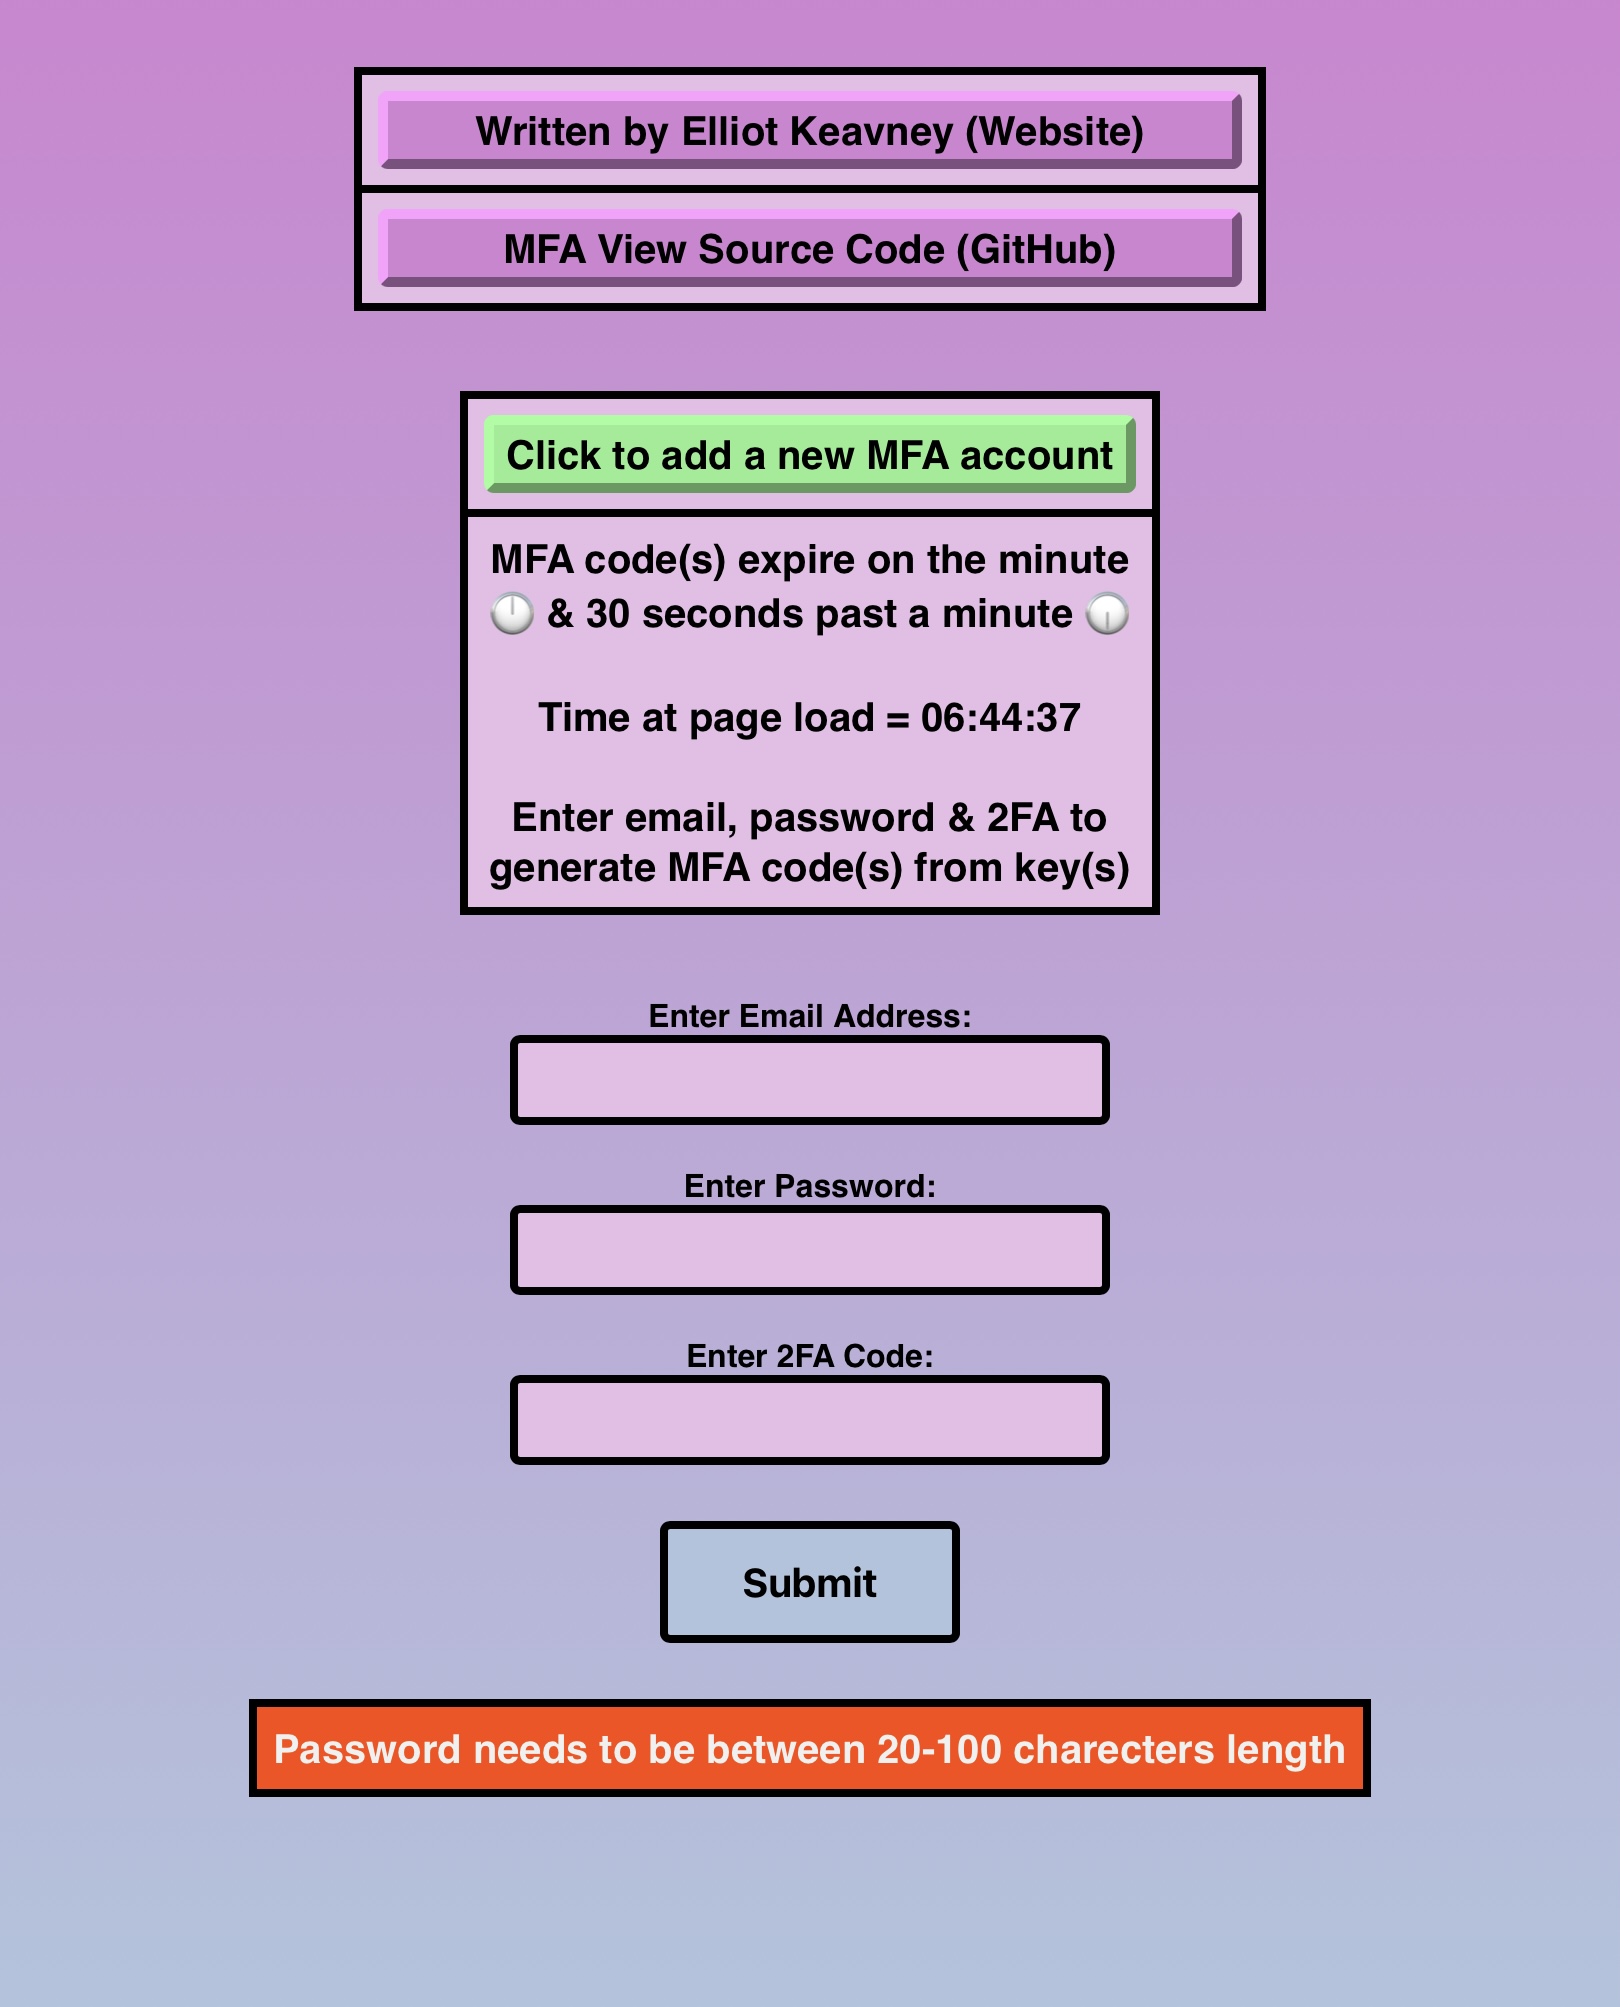 Written by Elliot Keavney (Website)
MFA View Source Code (GitHub)
Click to add a new MFA account
MFA code(s) expire on the minute
🕛 & 30 seconds past a minute 🕡
Time at page load = 06:44:37
Enter email, password & 2FA to
generate MFA code(s) from key(s)
Enter Email Address:
Enter Password:
Enter 2FA Code:
Submit
Password needs to be between 20-100 charecters length